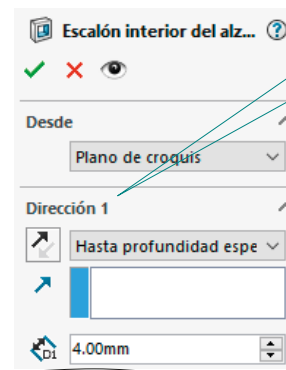 Escalón interior del alz...
Desde
Plano de croquis
Dirección 1
Hasta profundidad espe
D1
4.00mm